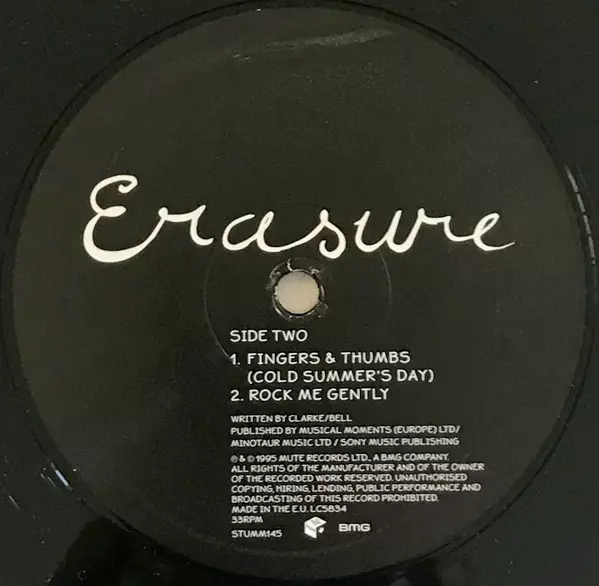 Erasure
SIDE TWO
1. FINGERS & THUMBS
(COLD SUMMER'S DAY)
2. ROCK ME GENTLY
WRITTEN BY CLARKE/BELL
PUBLISHED BY MUSICAL MOMENTS (EUROPE) LTD/
MINOTAUR MUSIC LTD / SONY MUSIC PUBLISHING
℗ & © 1995 MUTE RECORDS LTD., A BMG COMPANY.
ALL RIGHTS OF THE MANUFACTURER AND OF THE OWNER
OF THE RECORDED WORK RESERVED. UNAUTHORISED
COPYING, HIRING, LENDING, PUBLIC PERFORMANCE AND
BROADCASTING OF THIS RECORD PROHIBITED.
MADE IN THE E.U. LC5834
33RPM
STUMM145 BMG